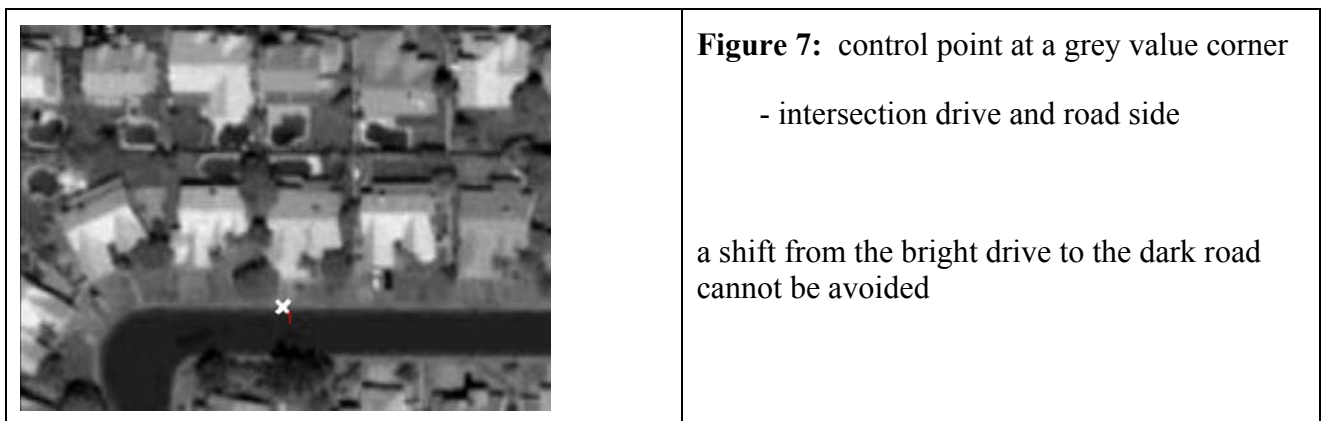 Figure 7: control point at a grey value corner
- intersection drive and road side
a shift from the bright drive to the dark road
cannot be avoided
1